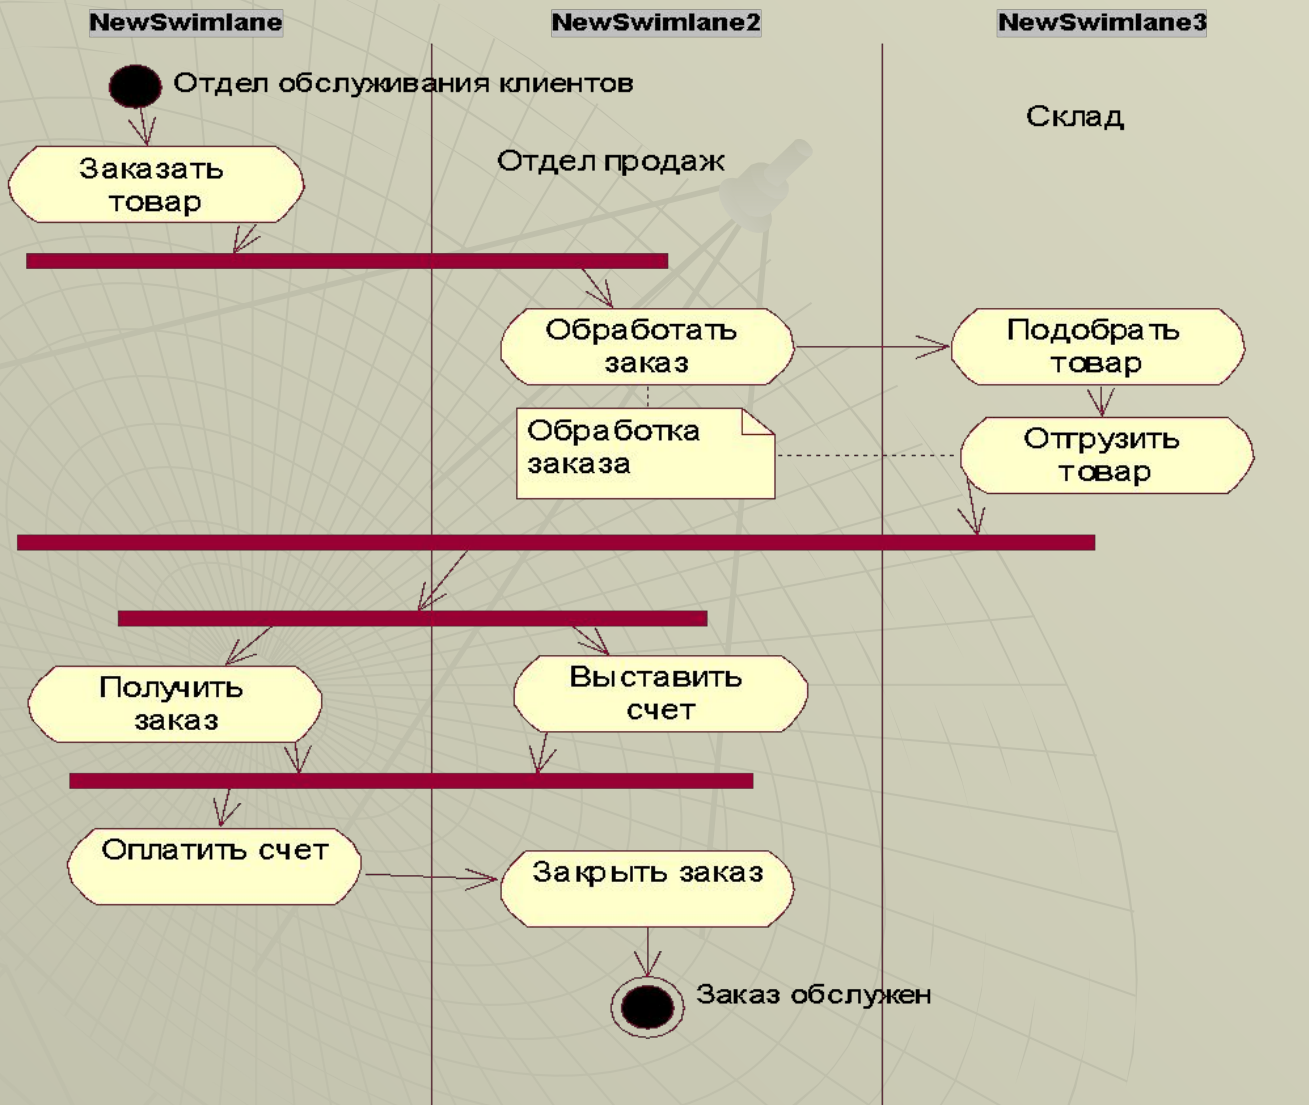 NewSwimlane
NewSwimlane2
NewSwimlane3
Отдел обслуживания клиентов
Склад
Отдел продаж
Заказать
товар
Обработать
заказ
Подобрать
товар
Обработка
заказа
Отгрузить
товар
Получить
заказ
Выставить
счет
Оплатить счет
Закрыть заказ
Заказ обслужен